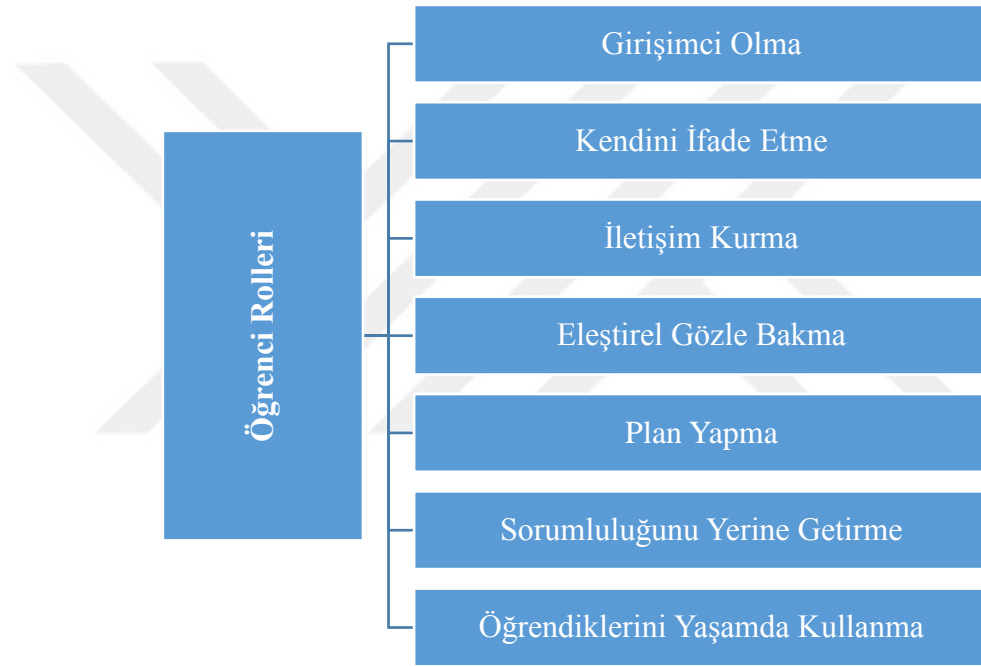 Öğrenci Rolleri
Girişimci Olma
Kendini İfade Etme
İletişim Kurma
Eleştirel Gözle Bakma
Plan Yapma
Sorumluluğunu Yerine Getirme
Öğrendiklerini Yaşamda Kullanma